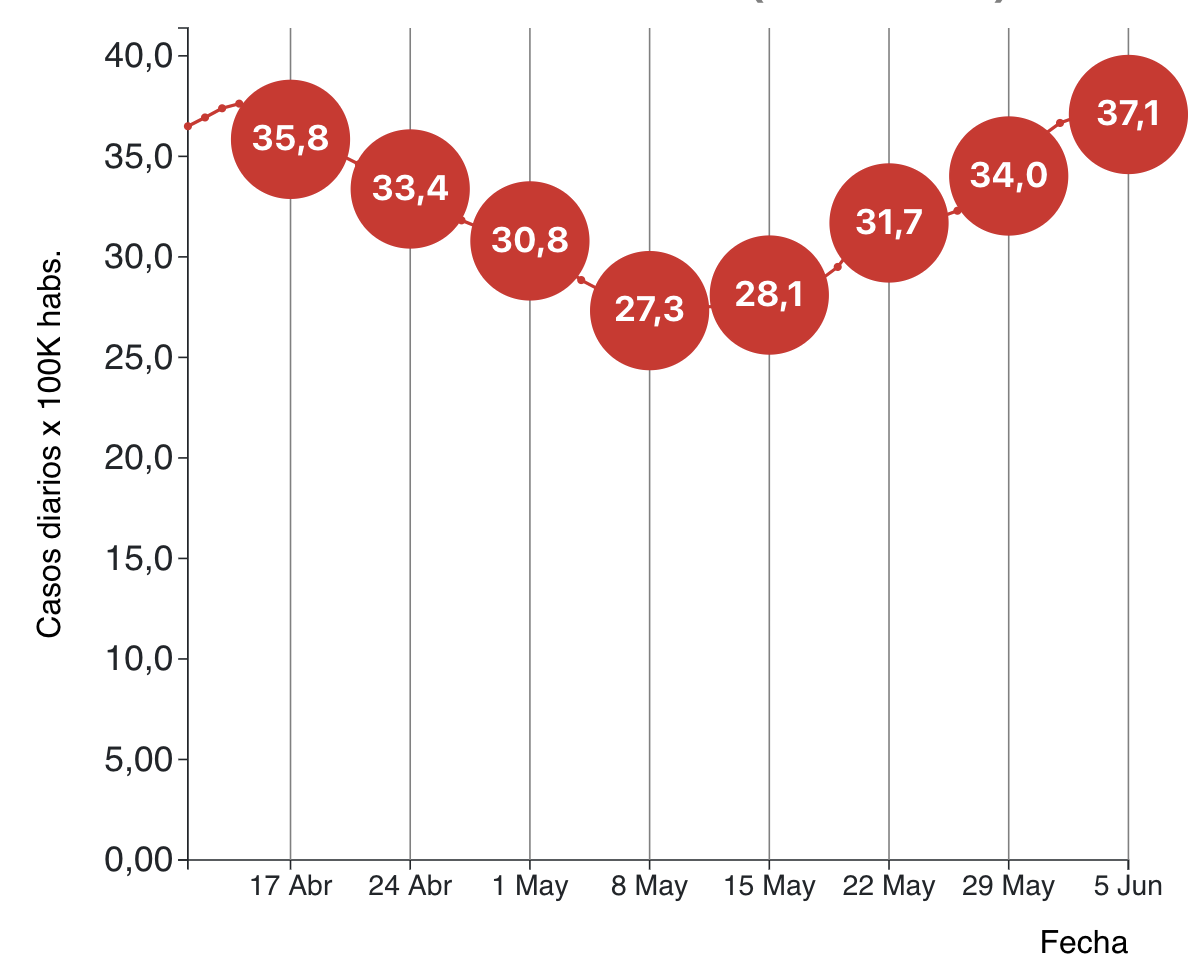 40,0
35,0
30,0
25,0
20,0
15,0
10,0
5,00
0,00
Casos diarios x 100K habs.
35,8
33,4
30,8
27,3
28,1
31,7
34,0
37,1
17 Abr
24 Abr
1 May
8 May
15 May
22 May
29 May
5 Jun
Fecha